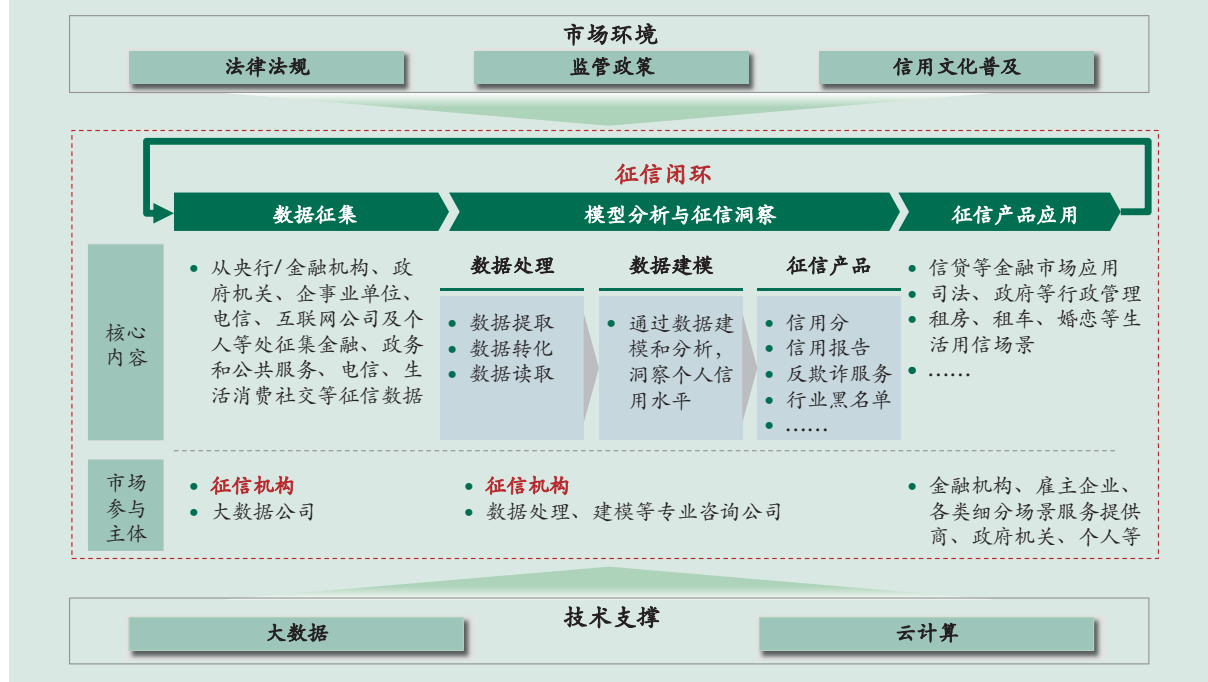 市场环境
法律法规
监管政策
信用文化普及
征信闭环
数据征集
模型分析与征信洞察
征信产品应用
核心
内容
• 从央行/金融机构、政
府机关、企事业单位、
电信、互联网公司及个
人等处征集金融、政务
和公共服务、电信、生
活消费社交等征信数据
数据处理
• 数据提取
• 数据转化
• 数据读取
数据建模
• 通过数据建
模和分析，
洞察个人信
用水平
征信产品
• 信用分
• 信用报告
• 反欺诈服务
• 行业黑名单
• ……
• 信贷等金融市场应用
• 司法、政府等行政管理
• 租房、租车、婚恋等生
活用信场景
• ……
市场
参与
主体
• 征信机构
• 大数据公司
• 征信机构
• 数据处理、建模等专业咨询公司
• 金融机构、雇主企业、
各类细分场景服务提供
商、政府机关、个人等
技术支撑
大数据
云计算